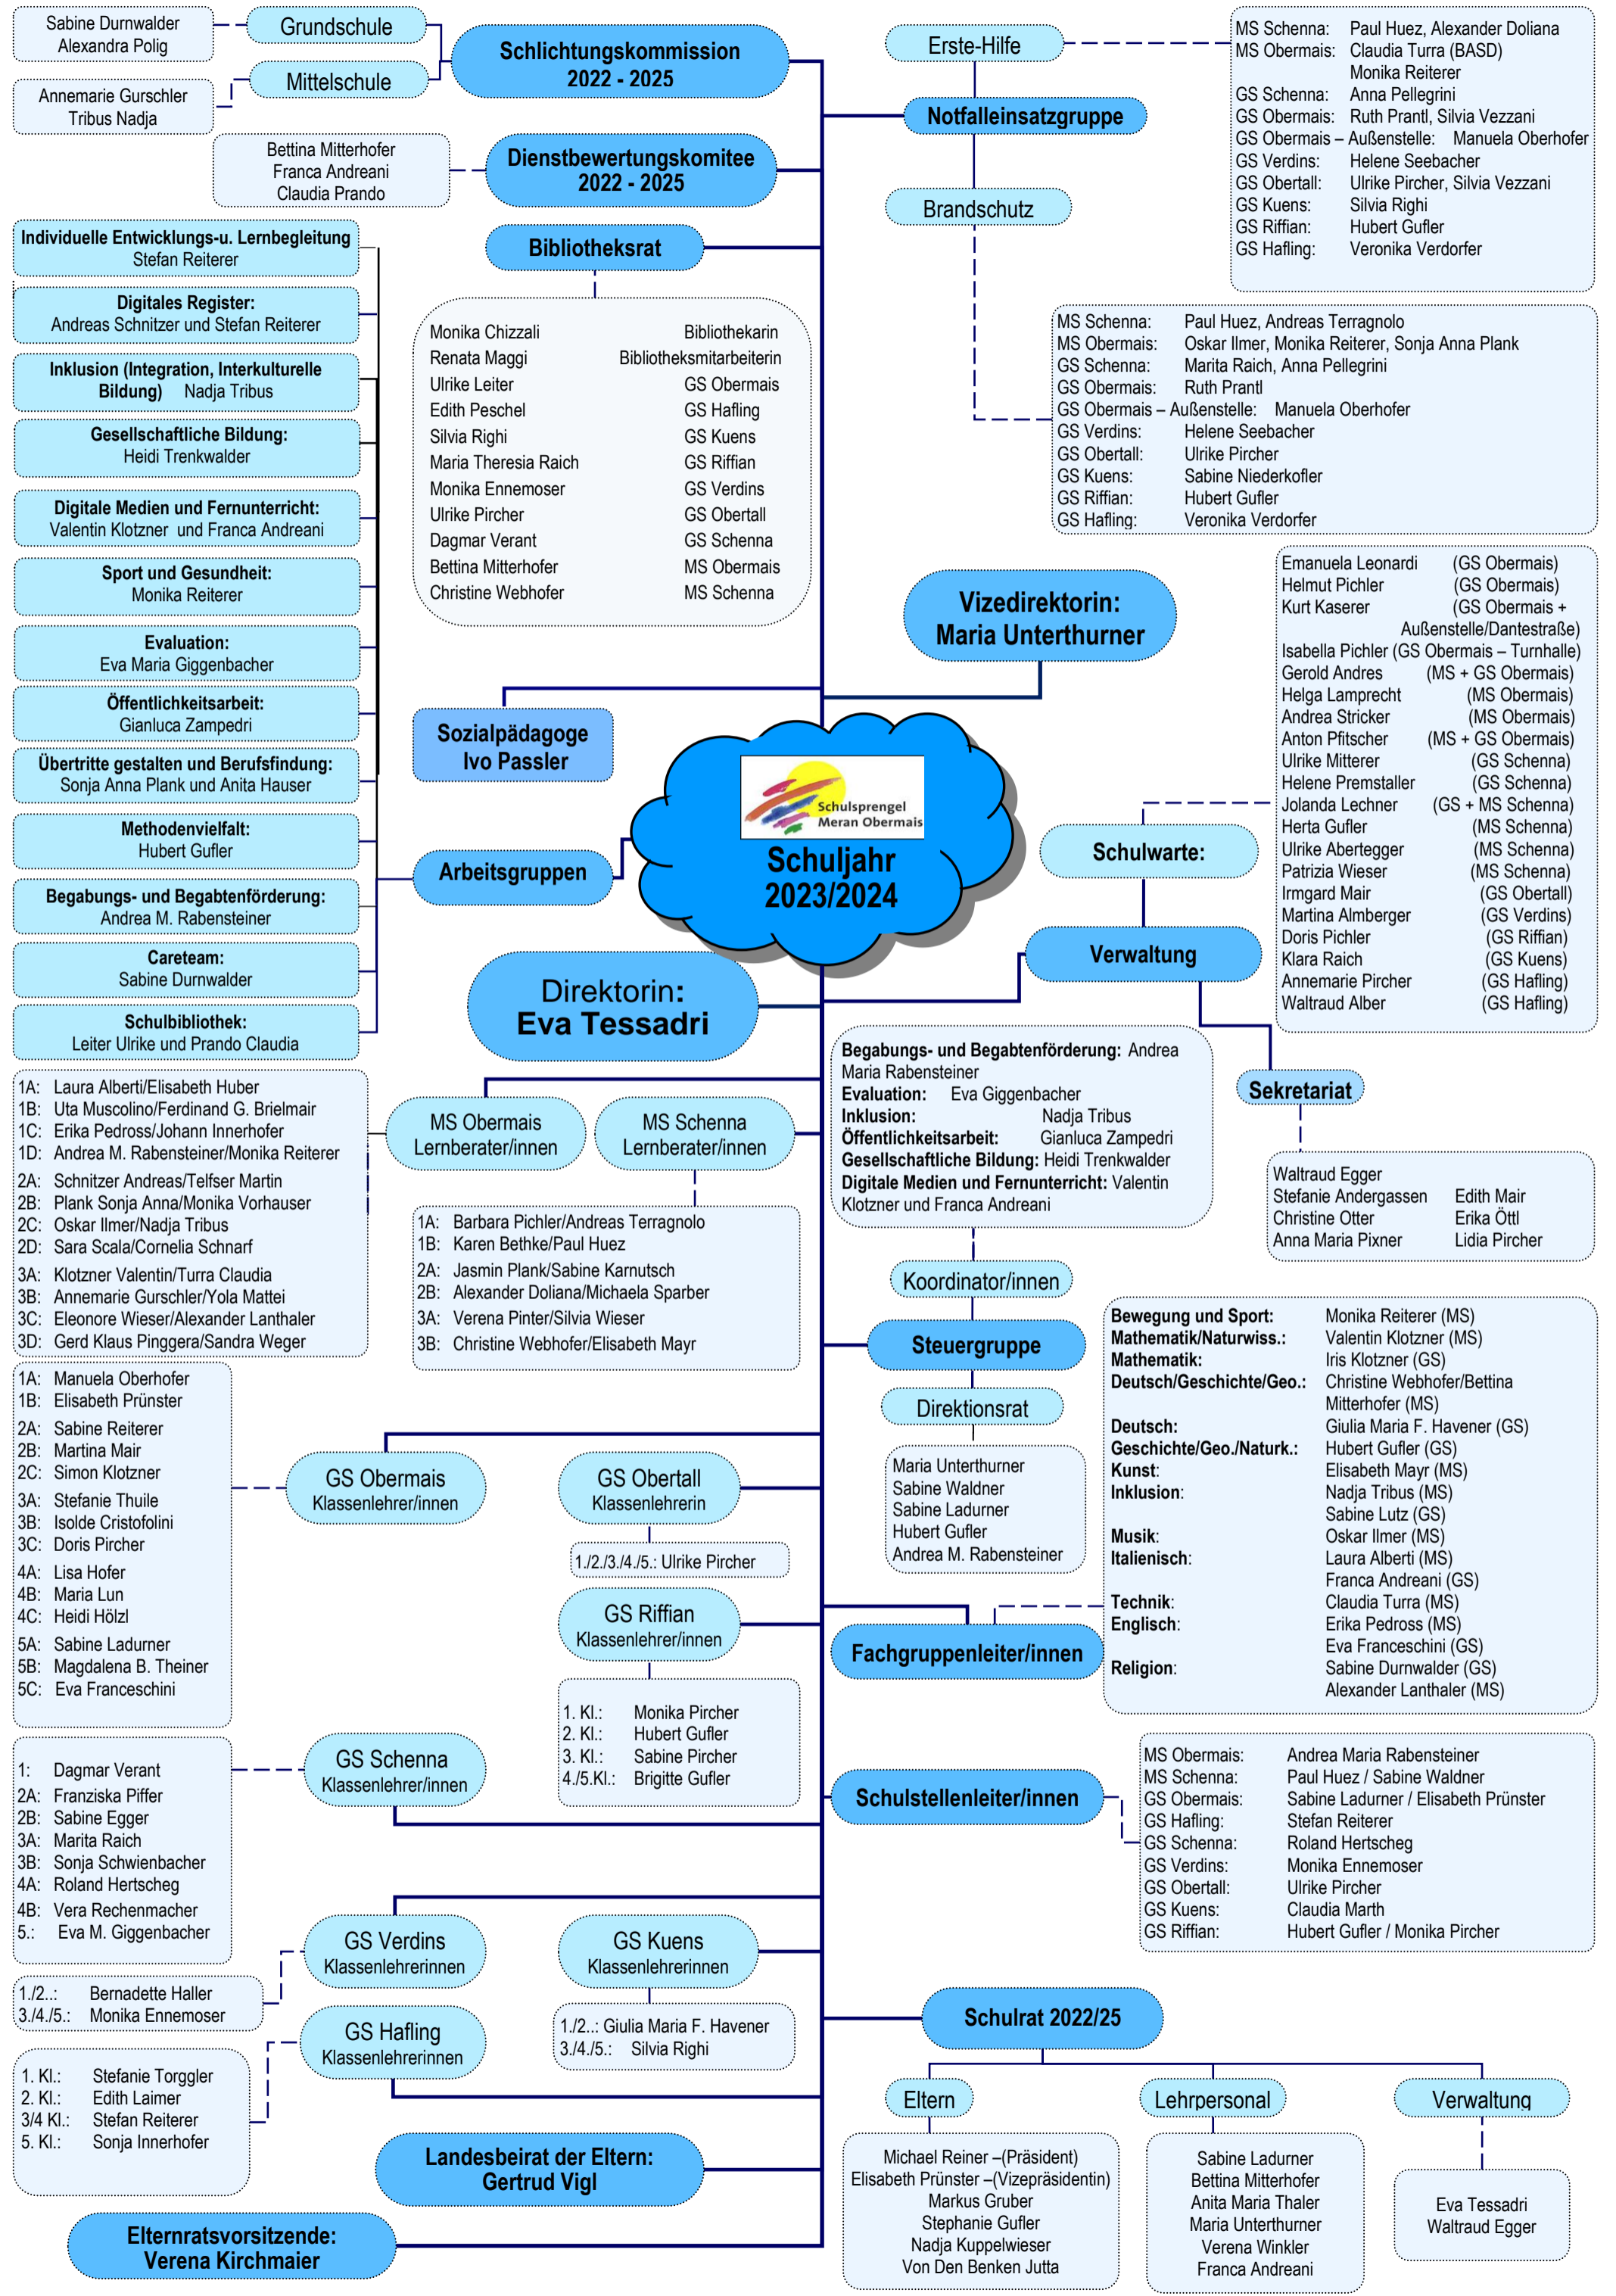 Sabine Durnwalder
Alexandra Polig
Grundschule
Mittelschule
Annemarie Gurschler
Tribus Nadja
Schlichtungskommission
2022 - 2025
Bettina Mitterhofer
Franca Andreani
Claudia Prando
Dienstbewertungskomitee
2022 - 2025
Erste-Hilfe
Notfalleinsatzgruppe
Brandschutz
MS Schenna: Paul Huez, Alexander Doliana
MS Obermais: Claudia Turra (BASD)
Monika Reiterer
GS Schenna: Anna Pellegrini
GS Obermais: Ruth Prantl, Silvia Vezzani
GS Obermais – Außenstelle: Manuela Oberhofer
GS Verdins: Helene Seebacher
GS Obertall: Ulrike Pircher, Silvia Vezzani
GS Kuens: Silvia Righi
GS Riffian: Hubert Gufler
GS Hafling: Veronika Verdorfer
MS Schenna: Paul Huez, Andreas Terragnolo
MS Obermais: Oskar Ilmer, Monika Reiterer, Sonja Anna Plank
GS Schenna: Marita Raich, Anna Pellegrini
GS Obermais: Ruth Prantl
GS Obermais – Außenstelle: Manuela Oberhofer
GS Verdins: Helene Seebacher
GS Obertall: Ulrike Pircher
GS Kuens: Sabine Niederkofler
GS Riffian: Hubert Gufler
GS Hafling: Veronika Verdorfer
Bibliotheksrat
Monika Chizzali Bibliothekarin
Renata Maggi Bibliotheksmitarbeiterin
Ulrike Leiter GS Obermais
Edith Peschel GS Hafling
Silvia Righi GS Kuens
Maria Theresia Raich GS Riffian
Monika Ennemoser GS Verdins
Ulrike Pircher GS Obertall
Dagmar Verant GS Schenna
Bettina Mitterhofer MS Obermais
Christine Webhofer MS Schenna
Individuelle Entwicklungs-u. Lernbegleitung
Stefan Reiterer
Digitales Register:
Andreas Schnitzer und Stefan Reiterer
Inklusion (Integration, Interkulturelle
Bildung) Nadja Tribus
Gesellschaftliche Bildung:
Heidi Trenkwalder
Digitale Medien und Fernunterricht:
Valentin Klotzner und Franca Andreani
Sport und Gesundheit:
Monika Reiterer
Evaluation:
Eva Maria Giggenbacher
Öffentlichkeitsarbeit:
Gianluca Zampedri
Übertritte gestalten und Berufsfindung:
Sonja Anna Plank und Anita Hauser
Methodenvielfalt:
Hubert Gufler
Begabungs- und Begabtenförderung:
Andrea M. Rabensteiner
Careteam:
Sabine Durnwalder
Schulbibliothek:
Leiter Ulrike und Prando Claudia
Arbeitsgruppen
Sozialpädagoge
Ivo Passler
Vizedirektorin:
Maria Unterthurner
Schulsprengel
Meran Obermais
Schuljahr
2023/2024
Direktorin:
Eva Tessadri
Emanuela Leonardi (GS Obermais)
Helmut Pichler (GS Obermais)
Kurt Kaserer (GS Obermais +
Außenstelle/Dantestraße)
Isabella Pichler (GS Obermais – Turnhalle)
Gerold Andres (MS + GS Obermais)
Helga Lamprecht (MS Obermais)
Andrea Stricker (MS Obermais)
Anton Pfitscher (MS + GS Obermais)
Ulrike Mitterer (GS Schenna)
Helene Premstaller (GS Schenna)
Jolanda Lechner (GS + MS Schenna)
Herta Gufler (MS Schenna)
Ulrike Abertegger (MS Schenna)
Patrizia Wieser (MS Schenna)
Irmgard Mair (GS Obertall)
Martina Almberger (GS Verdins)
Doris Pichler (GS Riffian)
Klara Raich (GS Kuens)
Annemarie Pircher (GS Hafling)
Waltraud Alber (GS Hafling)
Schulwarte:
Verwaltung
Sekretariat
Waltraud Egger
Stefanie Andergassen Edith Mair
Christine Otter Erika Öttl
Anna Maria Pixner Lidia Pircher
Begabungs- und Begabtenförderung: Andrea
Maria Rabensteiner
Evaluation: Eva Giggenbacher
Inklusion: Nadja Tribus
Öffentlichkeitsarbeit: Gianluca Zampedri
Gesellschaftliche Bildung: Heidi Trenkwalder
Digitale Medien und Fernunterricht: Valentin
Klotzner und Franca Andreani
Koordinator/innen
Steuergruppe
Direktionsrat
Maria Unterthurner
Sabine Waldner
Sabine Ladurner
Hubert Gufler
Andrea M. Rabensteiner
MS Obermais
Lernberater/innen
1A: Laura Alberti/Elisabeth Huber
1B: Uta Muscolino/Ferdinand G. Brielmair
1C: Erika Pedross/Johann Innerhofer
1D: Andrea M. Rabensteiner/Monika Reiterer
2A: Schnitzer Andreas/Telfser Martin
2B: Plank Sonja Anna/Monika Vorhauser
2C: Oskar Ilmer/Nadja Tribus
2D: Sara Scala/Cornelia Schnarf
3A: Klotzner Valentin/Turra Claudia
3B: Annemarie Gurschler/Yola Mattei
3C: Eleonore Wieser/Alexander Lanthaler
3D: Gerd Klaus Pinggera/Sandra Weger
MS Schenna
Lernberater/innen
1A: Barbara Pichler/Andreas Terragnolo
1B: Karen Bethke/Paul Huez
2A: Jasmin Plank/Sabine Karnutsch
2B: Alexander Doliana/Michaela Sparber
3A: Verena Pinter/Silvia Wieser
3B: Christine Webhofer/Elisabeth Mayr
1A: Manuela Oberhofer
1B: Elisabeth Prünster
2A: Sabine Reiterer
2B: Martina Mair
2C: Simon Klotzner
3A: Stefanie Thuile
3B: Isolde Cristofolini
3C: Doris Pircher
4A: Lisa Hofer
4B: Maria Lun
4C: Heidi Hölzl
5A: Sabine Ladurner
5B: Magdalena B. Theiner
5C: Eva Franceschini
GS Obermais
Klassenlehrer/innen
GS Obertall
Klassenlehrerin
1./2./3./4./5.: Ulrike Pircher
GS Riffian
Klassenlehrer/innen
1. Kl.: Monika Pircher
2. Kl.: Hubert Gufler
3. Kl.: Sabine Pircher
4./5.Kl.: Brigitte Gufler
Fachgruppenleiter/innen
Bewegung und Sport: Monika Reiterer (MS)
Mathematik/Naturwiss.: Valentin Klotzner (MS)
Mathematik: Iris Klotzner (GS)
Deutsch/Geschichte/Geo.: Christine Webhofer/Bettina
Mitterhofer (MS)
Deutsch: Giulia Maria F. Havener (GS)
Geschichte/Geo./Naturk.: Hubert Gufler (GS)
Kunst: Elisabeth Mayr (MS)
Inklusion: Nadja Tribus (MS)
Sabine Lutz (GS)
Musik: Oskar Ilmer (MS)
Italienisch: Laura Alberti (MS)
Franca Andreani (GS)
Technik: Claudia Turra (MS)
Englisch: Erika Pedross (MS)
Eva Franceschini (GS)
Religion: Sabine Durnwalder (GS)
Alexander Lanthaler (MS)
GS Schenna
Klassenlehrer/innen
1: Dagmar Verant
2A: Franziska Piffer
2B: Sabine Egger
3A: Marita Raich
3B: Sonja Schwienbacher
4A: Roland Hertscheg
4B: Vera Rechenmacher
5.: Eva M. Giggenbacher
Schulstellenleiter/innen
MS Obermais: Andrea Maria Rabensteiner
MS Schenna: Paul Huez / Sabine Waldner
GS Obermais: Sabine Ladurner / Elisabeth Prünster
GS Hafling: Stefan Reiterer
GS Schenna: Roland Hertscheg
GS Verdins: Monika Ennemoser
GS Obertall: Ulrike Pircher
GS Kuens: Claudia Marth
GS Riffian: Hubert Gufler / Monika Pircher
GS Verdins
Klassenlehrerinnen
1./2..: Bernadette Haller
3./4./5.: Monika Ennemoser
GS Kuens
Klassenlehrerinnen
1./2..: Giulia Maria F. Havener
3./4./5.: Silvia Righi
GS Hafling
Klassenlehrerinnen
1. Kl.: Stefanie Torggler
2. Kl.: Edith Laimer
3/4 Kl.: Stefan Reiterer
5. Kl.: Sonja Innerhofer
Schulrat 2022/25
Eltern
Michael Reiner –(Präsident)
Elisabeth Prünster –(Vizepräsidentin)
Markus Gruber
Stephanie Gufler
Nadja Kuppelwieser
Von Den Benken Jutta
Lehrpersonal
Sabine Ladurner
Bettina Mitterhofer
Anita Maria Thaler
Maria Unterthurner
Verena Winkler
Franca Andreani
Verwaltung
Eva Tessadri
Waltraud Egger
Landesbeirat der Eltern:
Gertrud Vigl
Elternratsvorsitzende:
Verena Kirchmaier